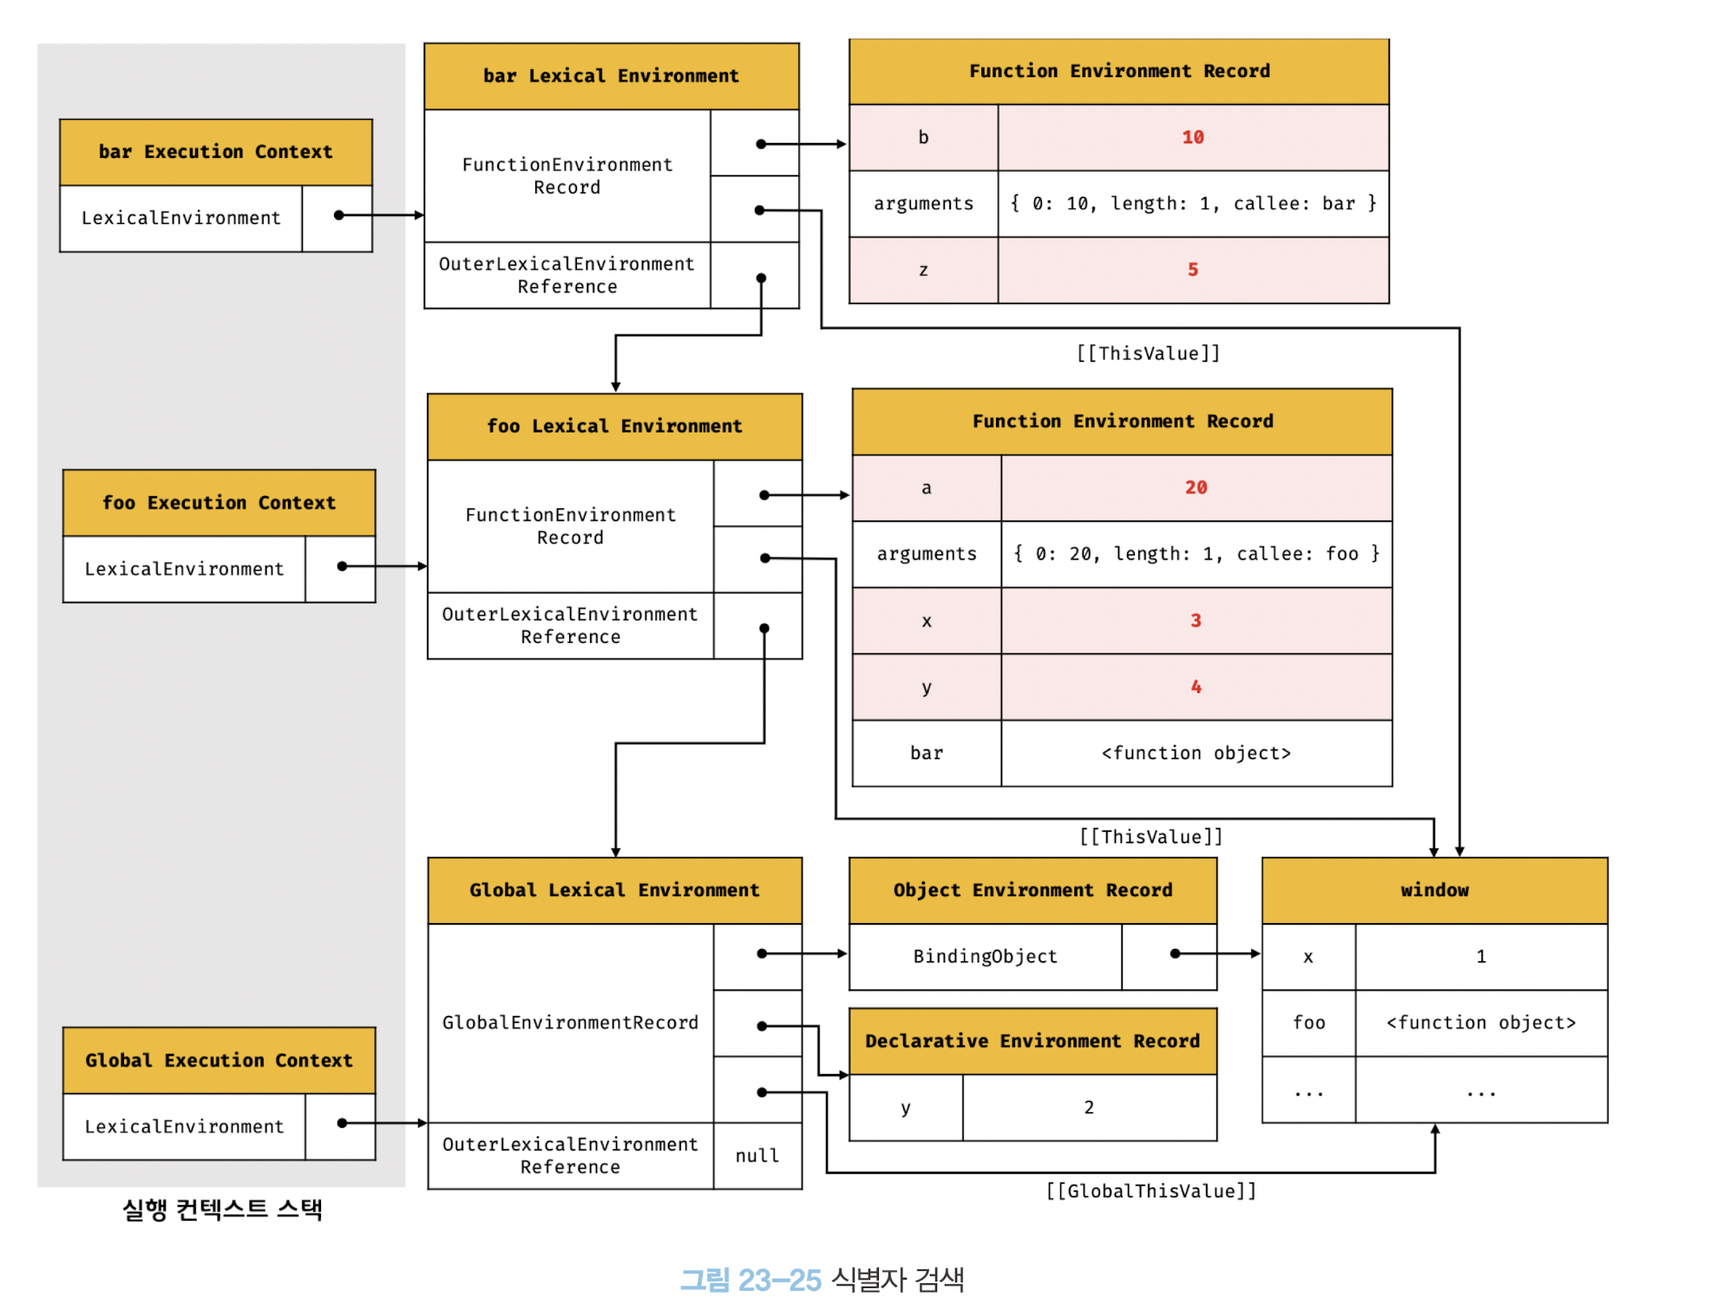 bar Execution Context
LexicalEnvironment
bar Lexical Environment
FunctionEnvironment
Record
OuterLexicalEnvironment
Reference
Function Environment Record
b 10
arguments { 0: 10, length: 1, callee: bar }
z 5
[[ThisValue]]
foo Execution Context
LexicalEnvironment
foo Lexical Environment
FunctionEnvironment
Record
OuterLexicalEnvironment
Reference
Function Environment Record
a 20
arguments { 0: 20, length: 1, callee: foo }
x 3
y 4
bar <function object>
[[ThisValue]]
Global Execution Context
LexicalEnvironment
Global Lexical Environment
GlobalEnvironmentRecord
OuterLexicalEnvironment
Reference
null
Object Environment Record
BindingObject
Declarative Environment Record
y 2
window
x 1
foo <function object>
... ...
[[GlobalThisValue]]
실행 컨텍스트 스택
그림 23–25 식별자 검색